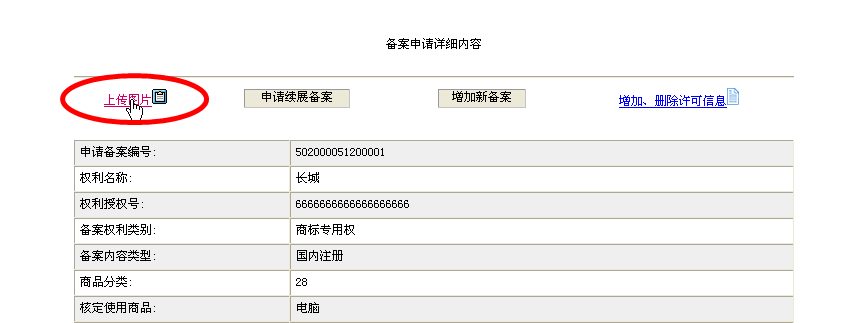 备案申请详细内容
上传图片 申请续展备案 增加新备案 增加、删除许可信息
申请备案编号: 502000051200001
权利名称: 长城
权利授权号: 6666666666666666666
备案权利类别: 商标专用权
备案内容类型: 国内注册
商品分类: 28
核定使用商品: 电脑